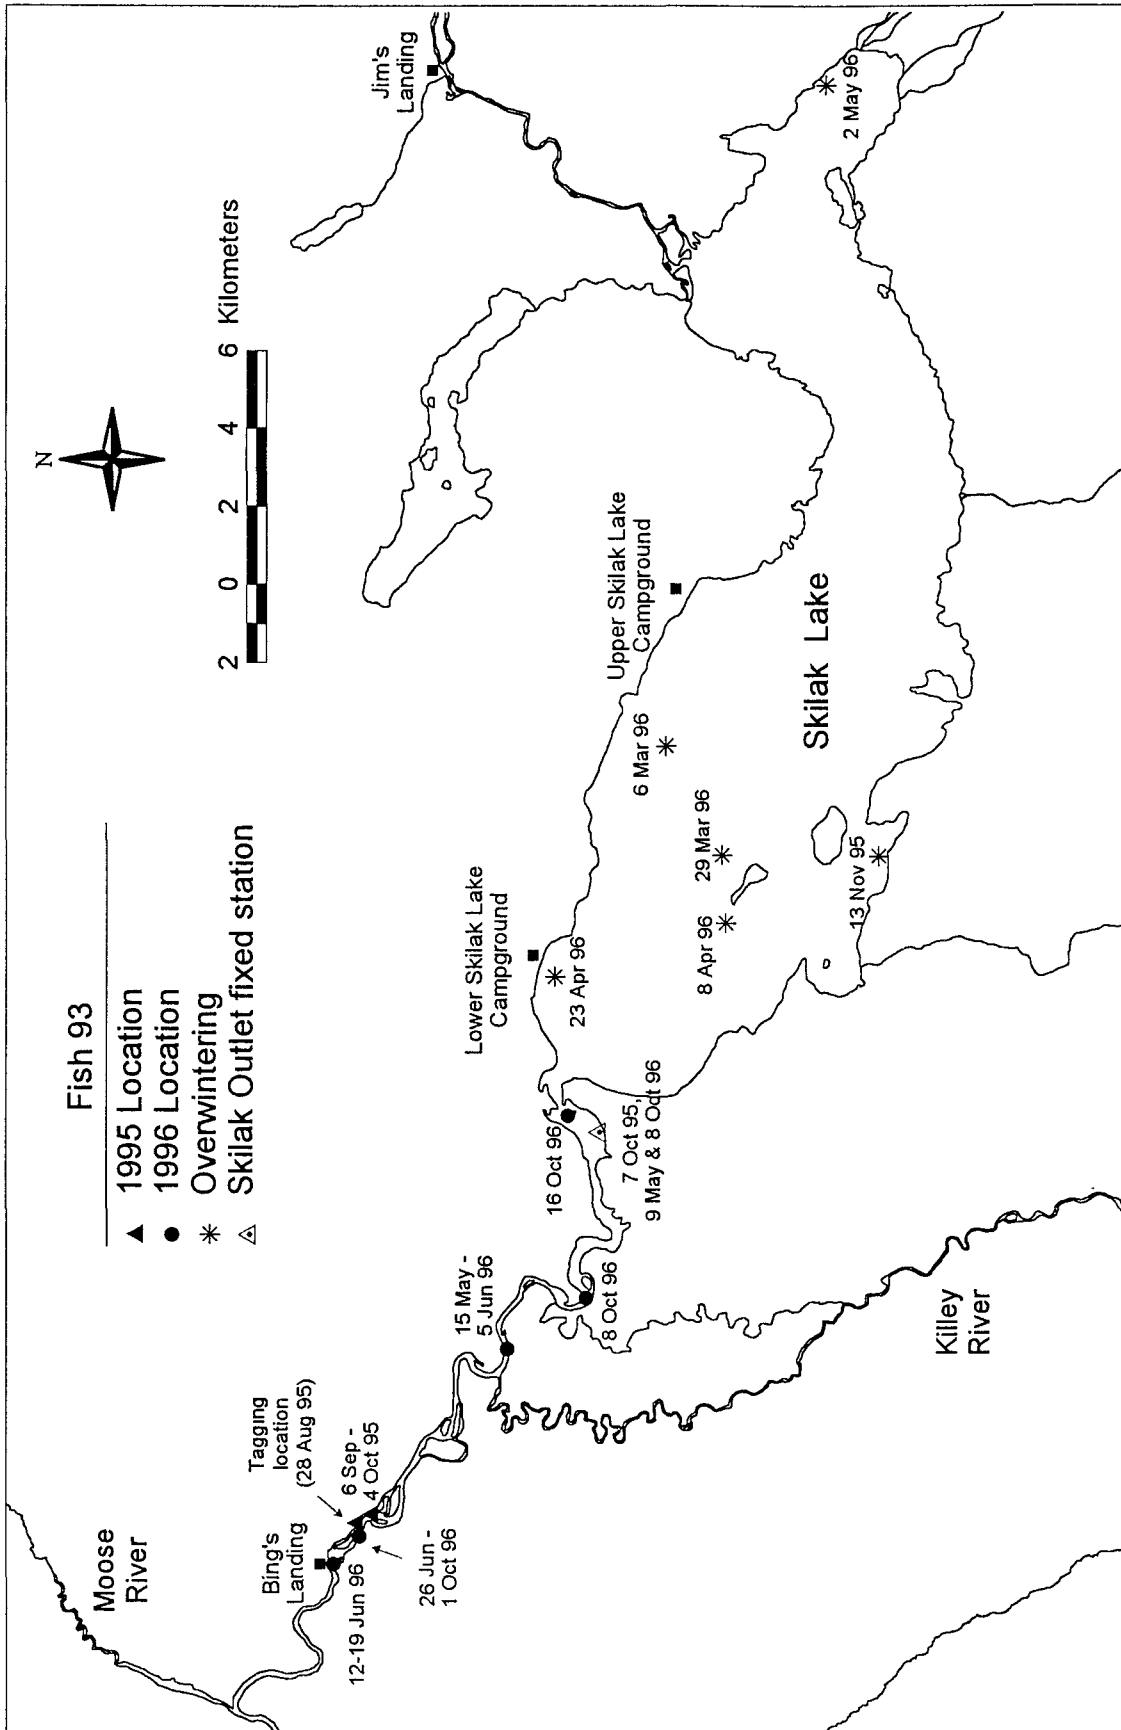 Fish 93
1995 Location
1996 Location
Overwintering
Skilak Outlet fixed station
N
2 0 2 4 6 Kilometers
Moose
River
Bing's
Landing
Tagging
location
(28 Aug 95)
6 Sep -
4 Oct 95
12-19 Jun 96
26 Jun -
1 Oct 96
15 May -
5 Jun 96
8 Oct 96
16 Oct 96
7 Oct 95,
9 May & 8 Oct 96
Killey
River
Lower Skilak Lake
Campground
23 Apr 96
8 Apr 96
29 Mar 96
6 Mar 96
13 Nov 95
Upper Skilak Lake
Campground
Skilak Lake
Jim's
Landing
2 May 96